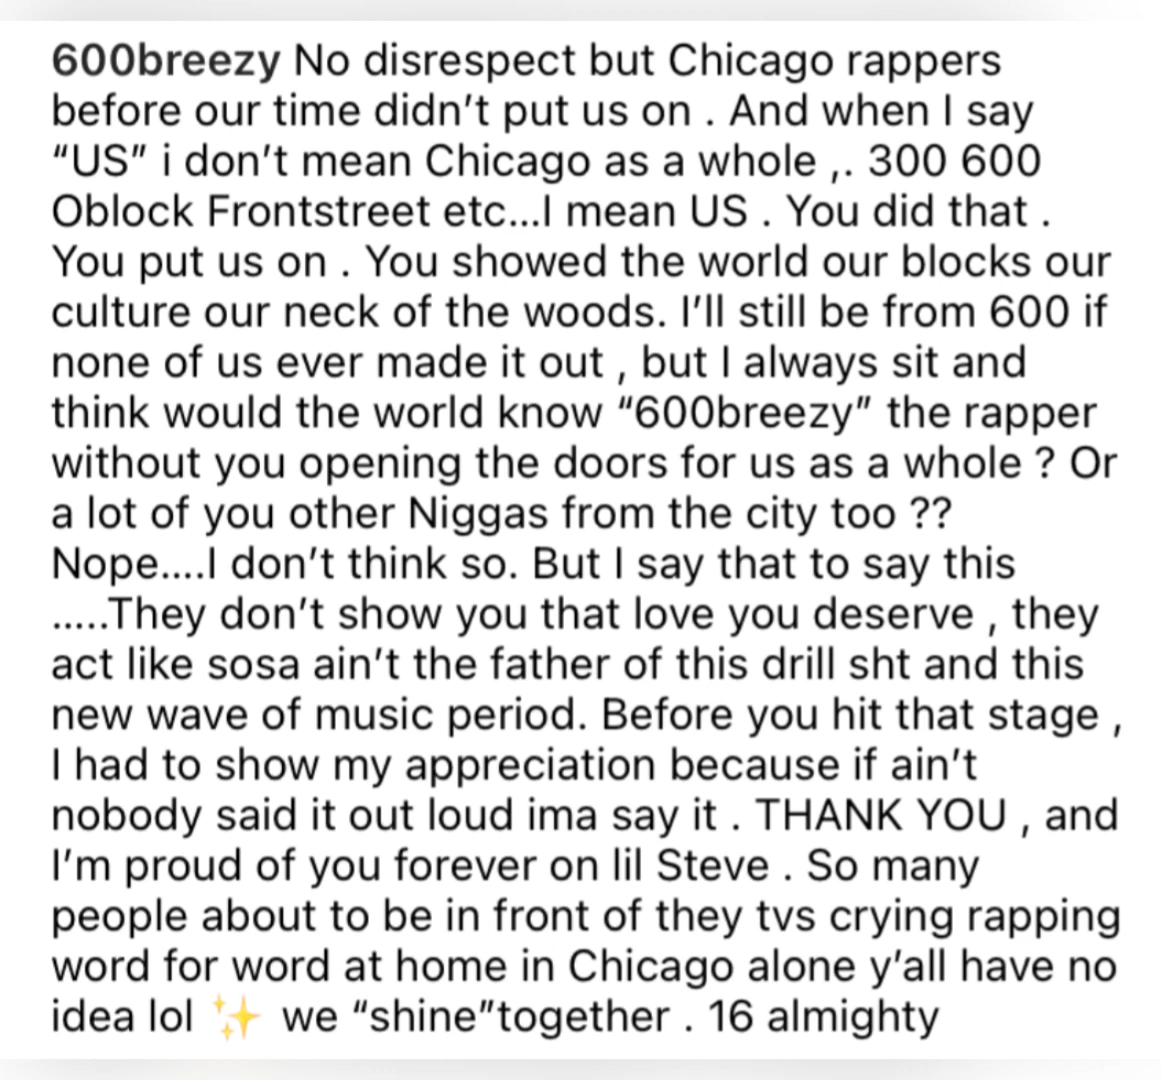 600breezy No disrespect but Chicago rappers
before our time didn’t put us on . And when I say
“US” i don’t mean Chicago as a whole ,. 300 600
Oblock Frontstreet etc...I mean US . You did that .
You put us on . You showed the world our blocks our
culture our neck of the woods. I’ll still be from 600 if
none of us ever made it out , but I always sit and
think would the world know “600breezy” the rapper
without you opening the doors for us as a whole ? Or
a lot of you other Niggas from the city too ??
Nope....I don’t think so. But I say that to say this
.....They don’t show you that love you deserve , they
act like sosa ain’t the father of this drill sht and this
new wave of music period. Before you hit that stage ,
I had to show my appreciation because if ain’t
nobody said it out loud ima say it . THANK YOU , and
I’m proud of you forever on lil Steve . So many
people about to be in front of they tvs crying rapping
word for word at home in Chicago alone y’all have no
idea lol ✨ we “shine”together . 16 almighty